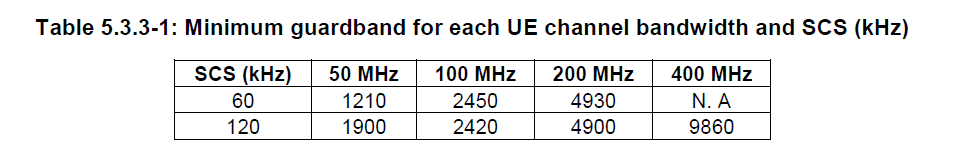 Table 5.3.3-1: Minimum guardband for each UE channel bandwidth and SCS (kHz)
SCS (kHz) 50 MHz 100 MHz 200 MHz 400 MHz
60 1210 2450 4930 N. A
120 1900 2420 4900 9860